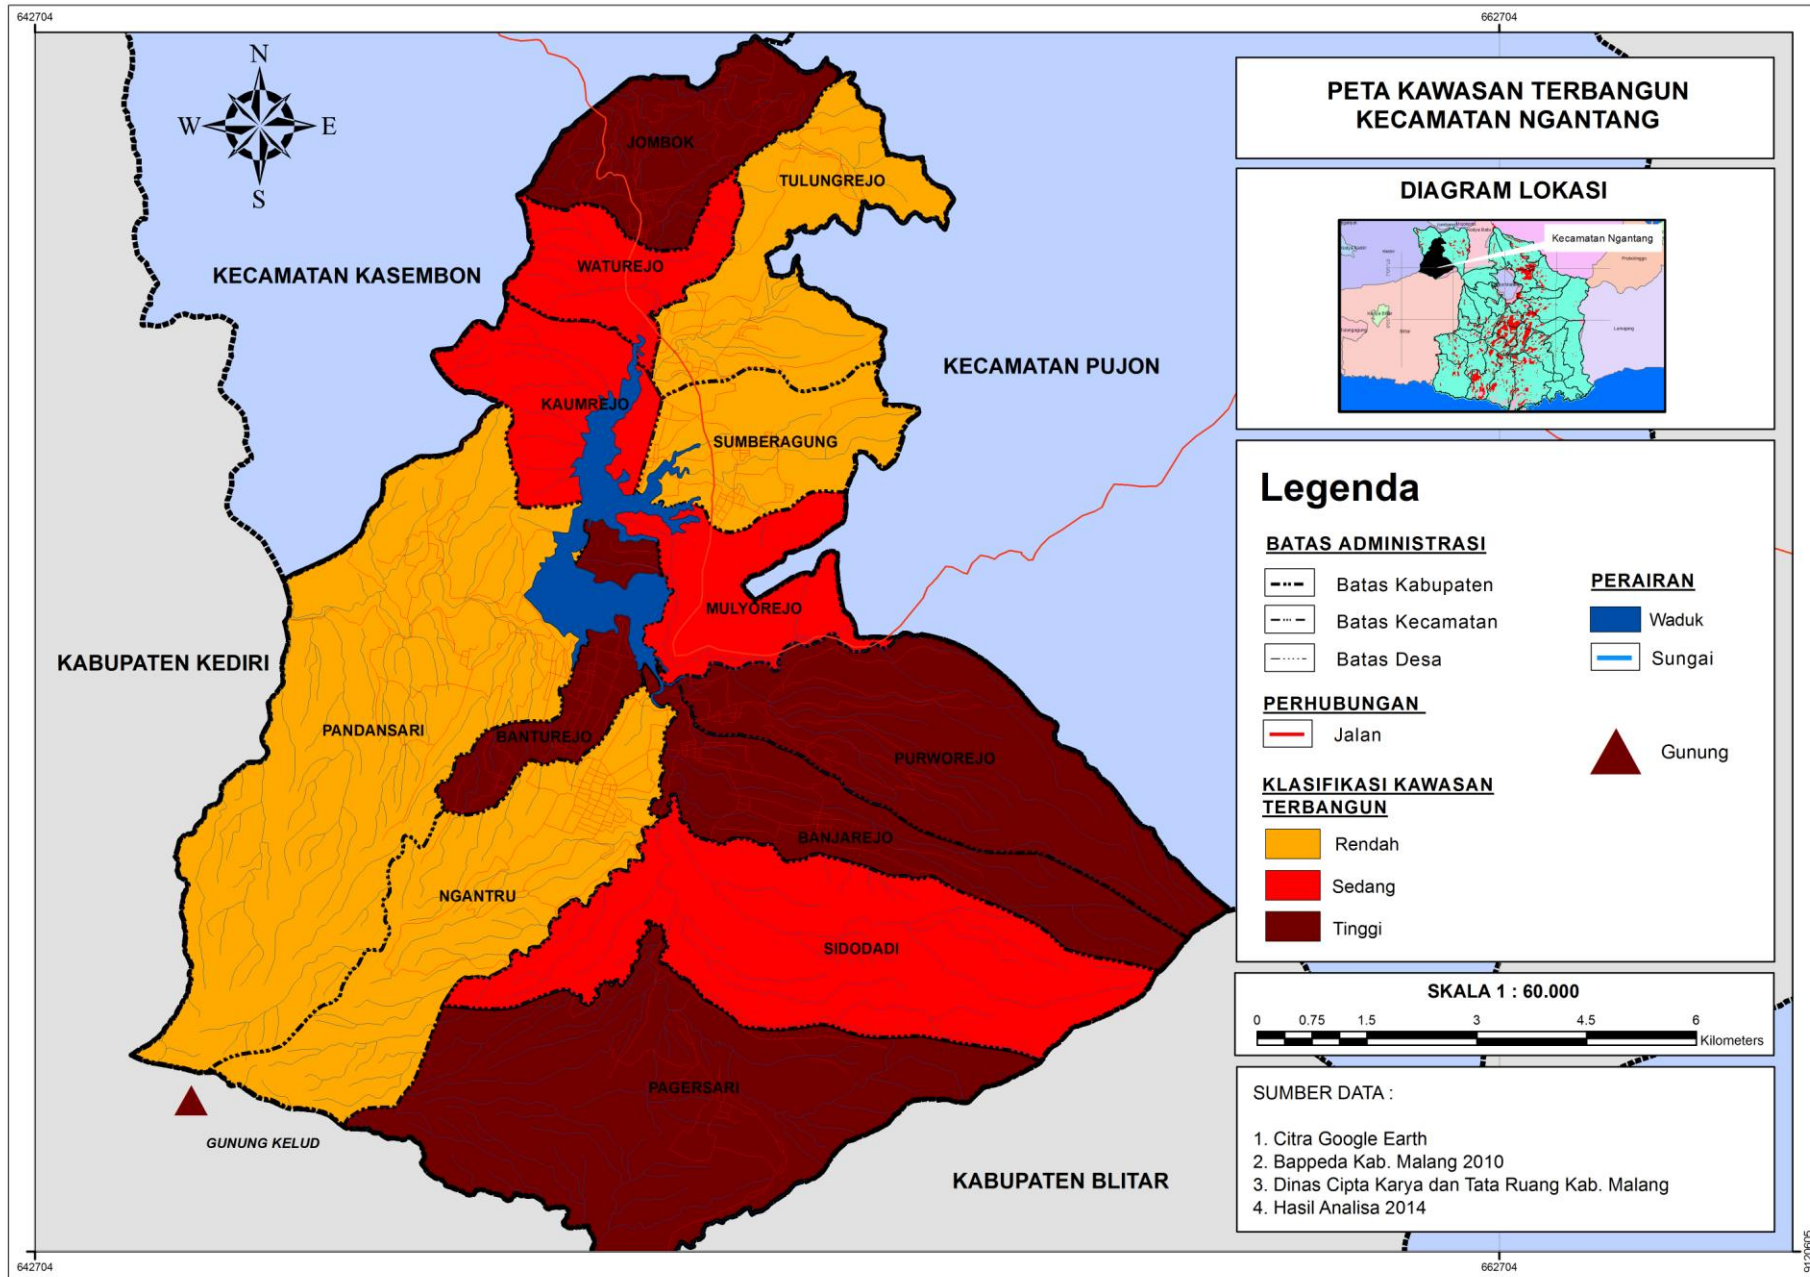 642704
662704
N
W
E
S
JOMBOK
TULUNGREJO
WATUREJO
KECAMATAN KASEMBON
KECAMATAN PUJON
KAUMREJO
SUMBERAGUNG
MULYOREJO
KABUPATEN KEDIRI
PANDANSARI
BANTUREJO
PURWOREJO
BANJAREJO
NGANTRU
SIDODADI
PAGERSARI
GUNUNG KELUD
KABUPATEN BLITAR
PETA KAWASAN TERBANGUN
KECAMATAN NGANTANG
DIAGRAM LOKASI
Kecamatan Ngantang
Legenda
BATAS ADMINISTRASI
Batas Kabupaten
Batas Kecamatan
Batas Desa
PERHUBUNGAN
Jalan
KLASIFIKASI KAWASAN
TERBANGUN
Rendah
Sedang
Tinggi
PERAIRAN
Waduk
Sungai
Gunung
SKALA 1 : 60.000
0 0.75 1.5 3 4.5 6
Kilometers
SUMBER DATA :
1. Citra Google Earth
2. Bappeda Kab. Malang 2010
3. Dinas Cipta Karya dan Tata Ruang Kab. Malang
4. Hasil Analisa 2014
642704
662704
9120605